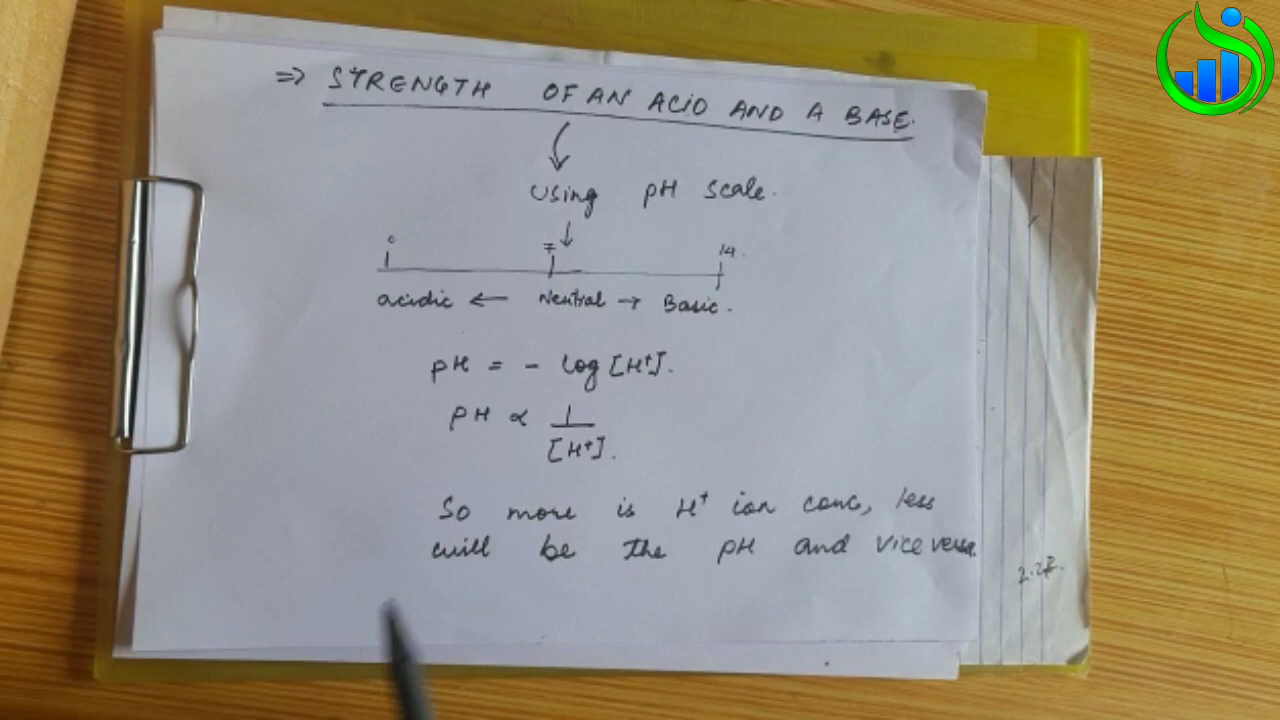 ⇒ STRENGTH OF AN ACID AND A BASE.
Using pH scale.
0 7 14.
acidic ← Neutral → Basic.
pH = - log [H⁺].
pH ∝ 1
[H⁺].
So more is H⁺ ion conc, less
will be the pH and vice versa.